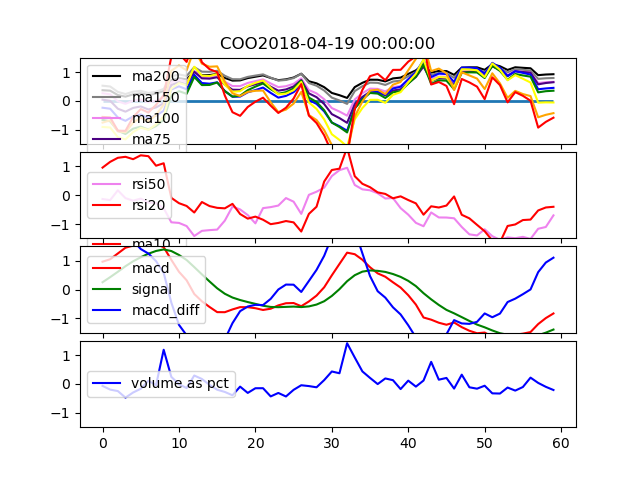 COO2018-04-19 00:00:00
1
0
−1
ma200
ma150
ma100
ma75
1
0
−1
rsi50
rsi20
ma10
1
0
−1
macd
signal
macd_diff
1
0
−1
volume as pct
0 10 20 30 40 50 60